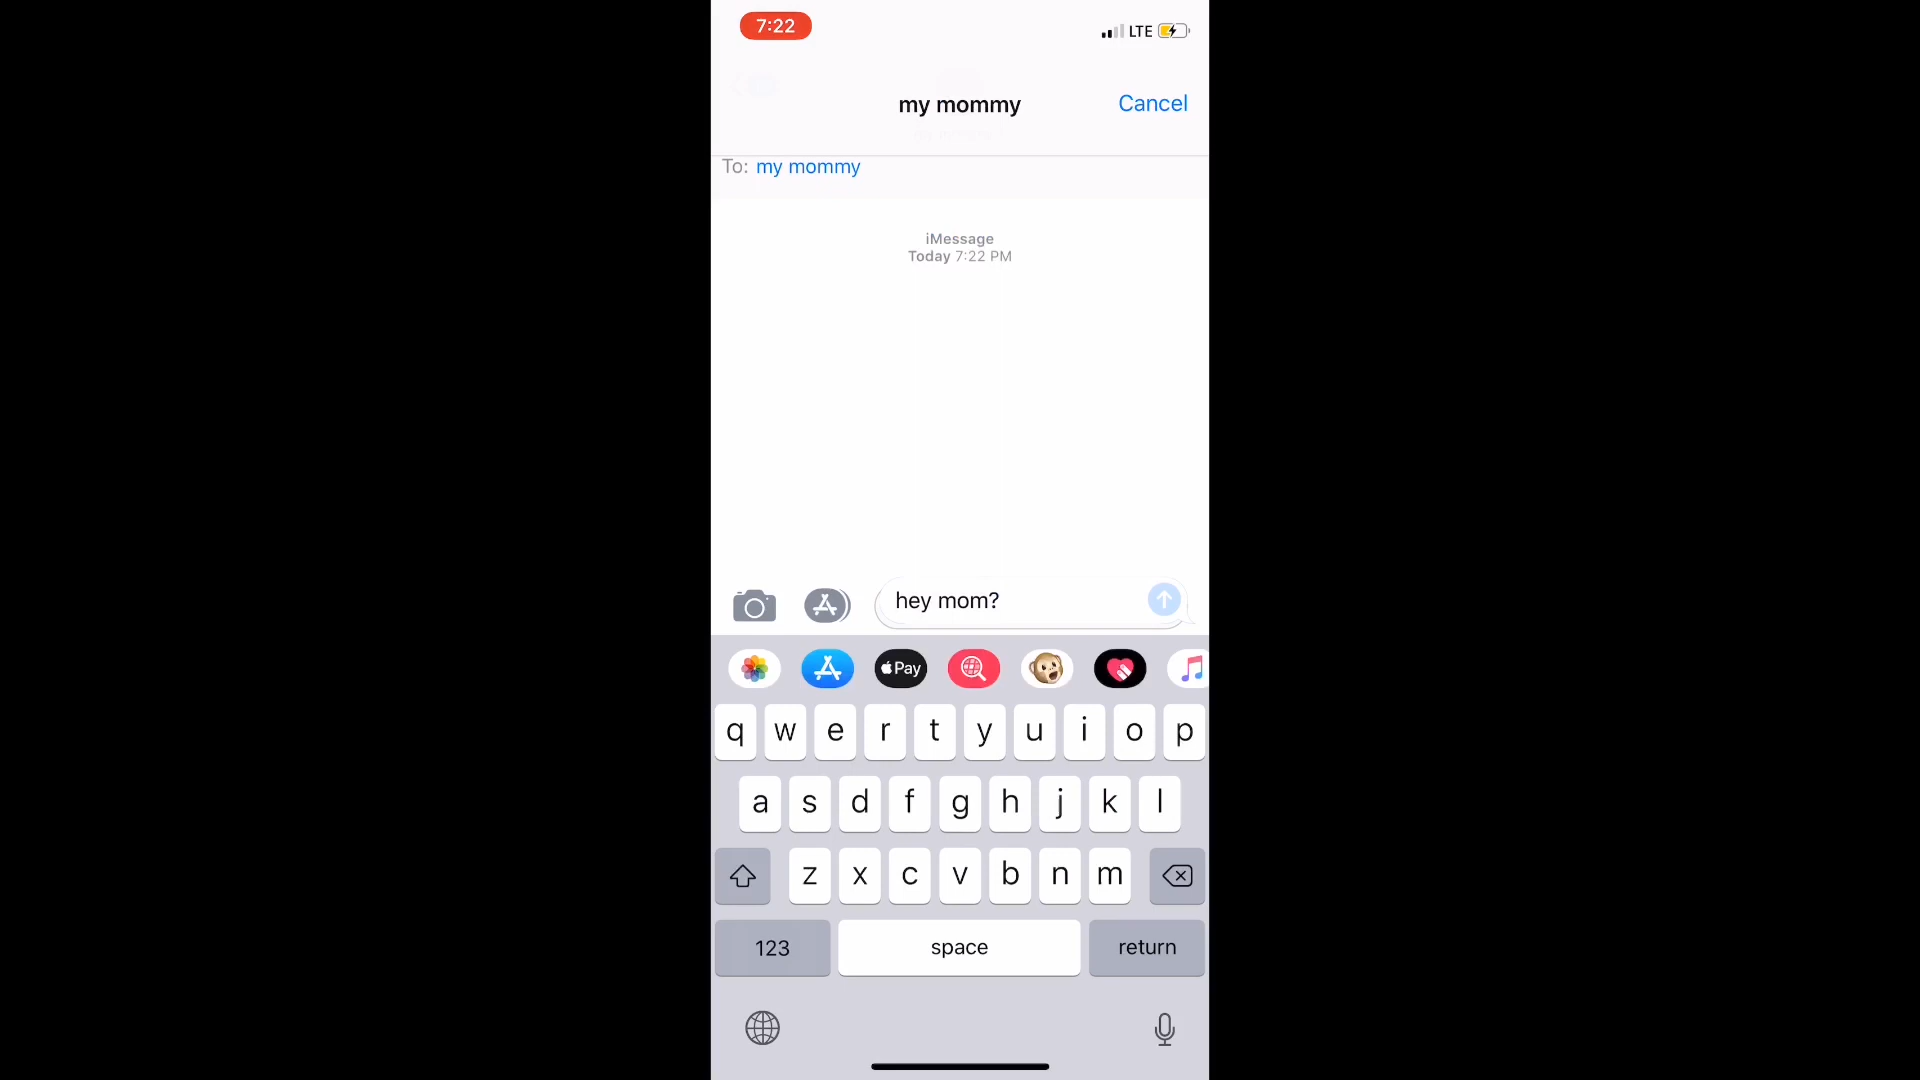 7:22
LTE
my mommy
Cancel
To: my mommy
iMessage
Today 7:22 PM
hey mom?
Pay
q w e r t y u i o p
a s d f g h j k l
z x c v b n m
123 space return